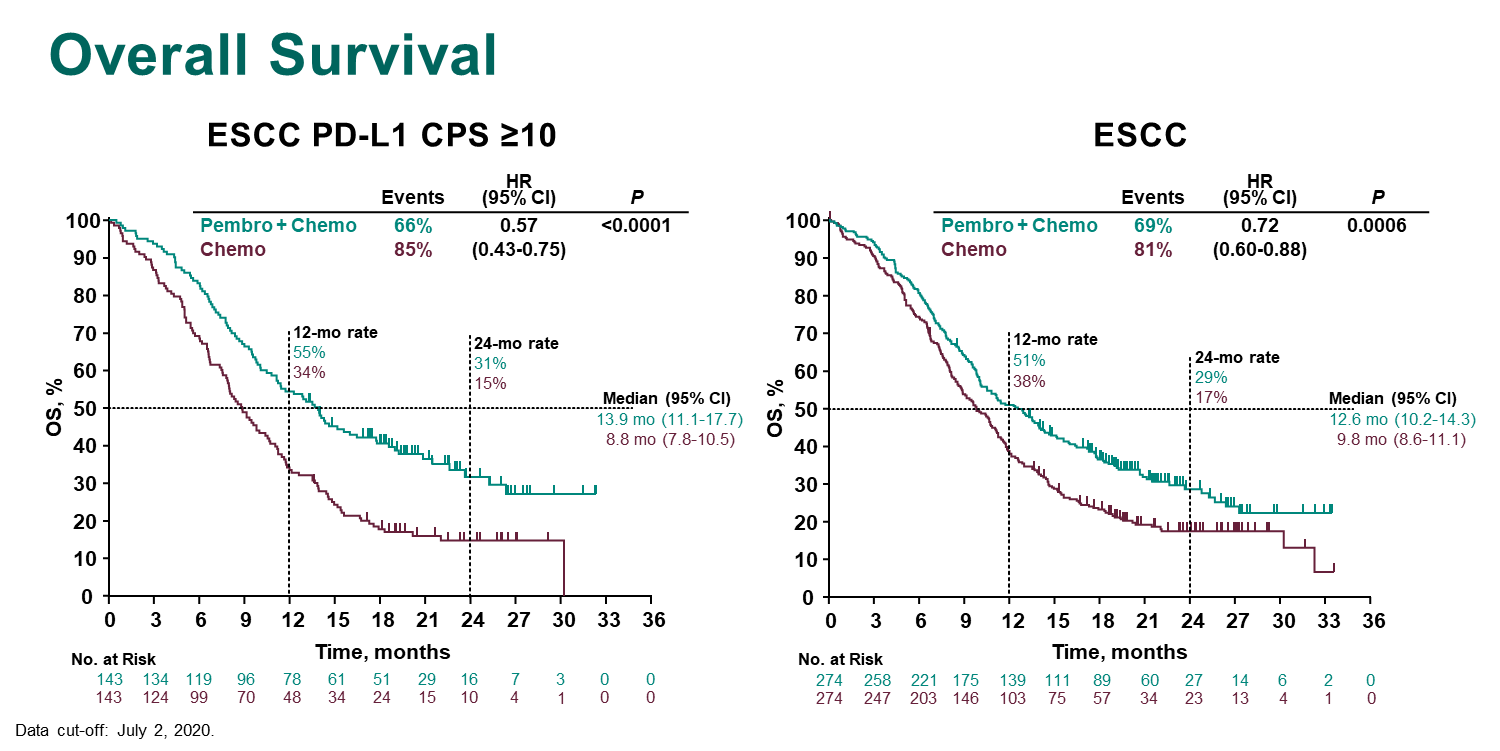 Overall Survival
ESCC PD-L1 CPS ≥10
Events HR (95% CI) P
Pembro + Chemo 66% 0.57 <0.0001
Chemo 85% (0.43-0.75)
100
90
80
70
60
50
40
30
20
10
0
OS, %
12-mo rate
55%
34%
24-mo rate
31%
15%
Median (95% CI)
13.9 mo (11.1-17.7)
8.8 mo (7.8-10.5)
0 3 6 9 12 15 18 21 24 27 30 33 36
Time, months
No. at Risk
143 134 119 96 78 61 51 29 16 7 3 0 0
143 124 99 70 48 34 24 15 10 4 1 0 0
ESCC
Events HR (95% CI) P
Pembro + Chemo 69% 0.72 0.0006
Chemo 81% (0.60-0.88)
100
90
80
70
60
50
40
30
20
10
0
OS, %
12-mo rate
51%
38%
24-mo rate
29%
17%
Median (95% CI)
12.6 mo (10.2-14.3)
9.8 mo (8.6-11.1)
0 3 6 9 12 15 18 21 24 27 30 33 36
Time, months
No. at Risk
274 258 221 175 139 111 89 60 27 14 6 2 0
274 247 203 146 103 75 57 34 23 13 4 1 0
Data cut-off: July 2, 2020.